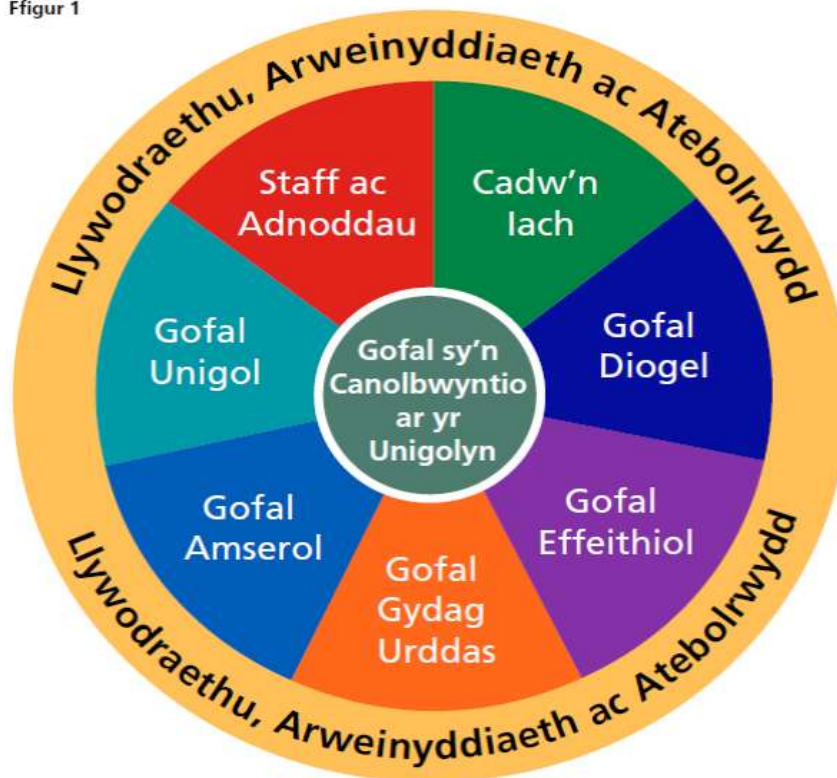 Ffigur 1
Llywodraethu, Arweinyddiaeth ac Atebolrwydd
Staff ac
Adnoddau
Cadw'n
Iach
Gofal
Unigol
Gofal sy'n
Canolbwyntio
ar yr
Unigolyn
Gofal
Diogel
Gofal
Amserol
Gofal
Gydag
Urddas
Gofal
Effeithiol
Llywodraethu, Arweinyddiaeth ac Atebolrwydd